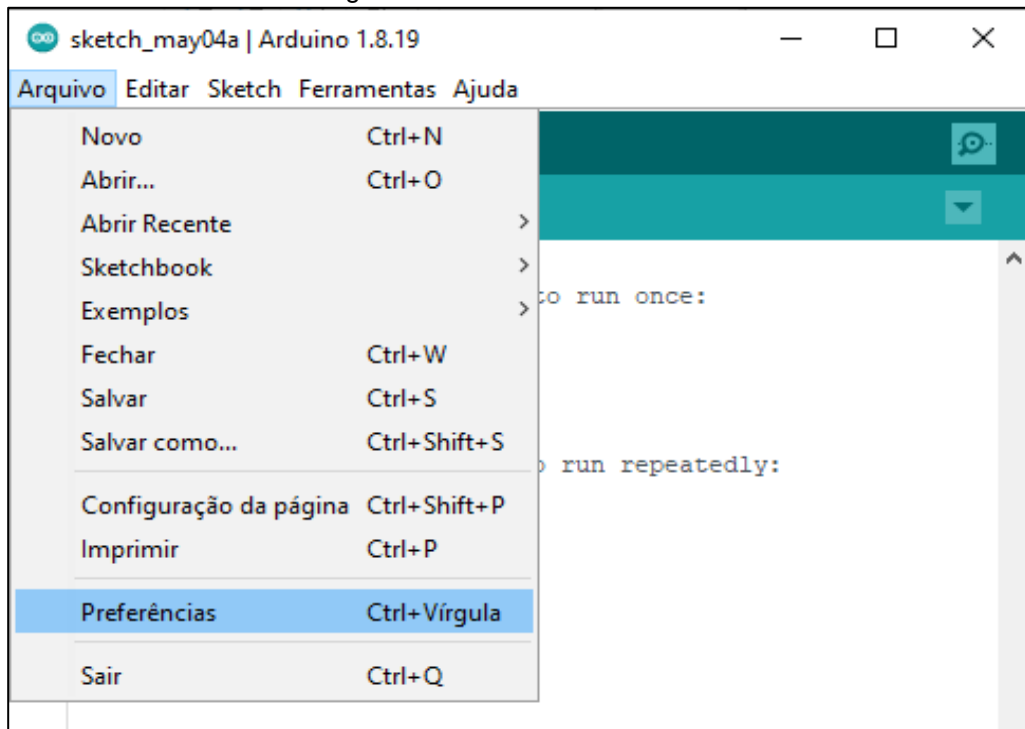 sketch_may04a | Arduino 1.8.19
Arquivo Editar Sketch Ferramentas Ajuda
Novo Ctrl+N
Abrir... Ctrl+O
Abrir Recente
Sketchbook
Exemplos
to run once:
Fechar Ctrl+W
Salvar Ctrl+S
Salvar como... Ctrl+Shift+S
run repeatedly:
Configuração da página Ctrl+Shift+P
Imprimir Ctrl+P
Preferências Ctrl+Vírgula
Sair Ctrl+Q